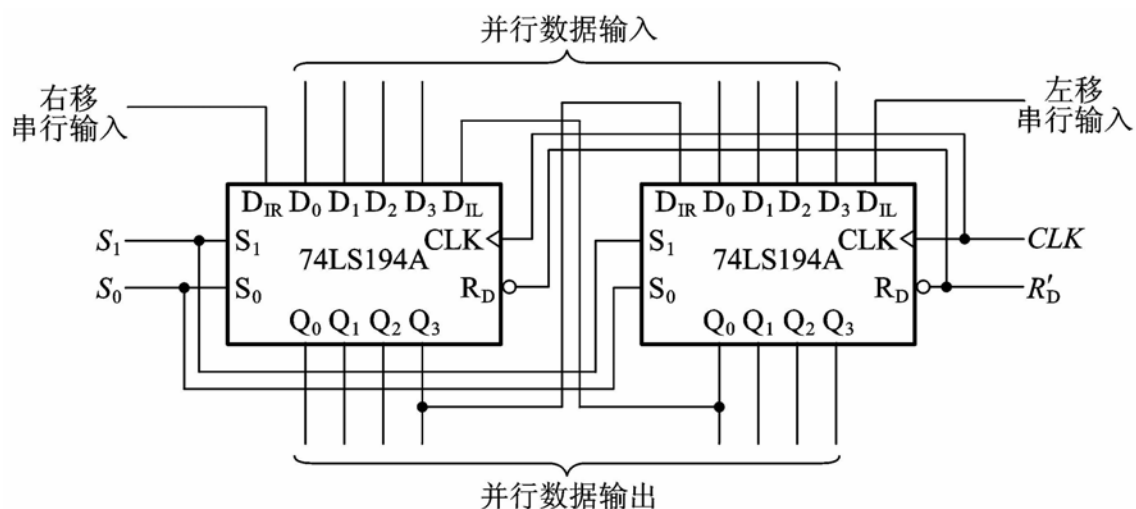 并行数据输入
右移
串行输入
左移
串行输入
D_IR D_0 D_1 D_2 D_3 D_IL
D_IR D_0 D_1 D_2 D_3 D_IL
S_1 S_1 CLK
S_1 CLK CLK
74LS194A
74LS194A
S_0 S_0 R_D
S_0 R_D R'_D
Q_0 Q_1 Q_2 Q_3
Q_0 Q_1 Q_2 Q_3
并行数据输出